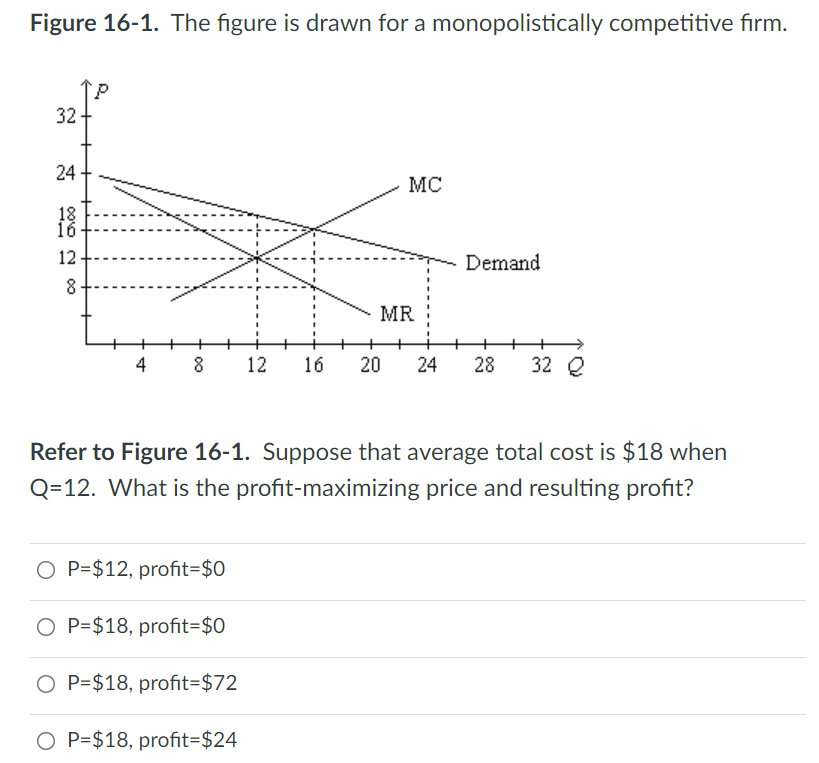 Figure 16-1. The figure is drawn for a monopolistically competitive firm.
P
32
24
MC
18
16
12
Demand
8
MR
4 8 12 16 20 24 28 32 Q
Refer to Figure 16-1. Suppose that average total cost is $18 when
Q=12. What is the profit-maximizing price and resulting profit?
P=$12, profit=$0
P=$18, profit=$0
P=$18, profit=$72
P=$18, profit=$24